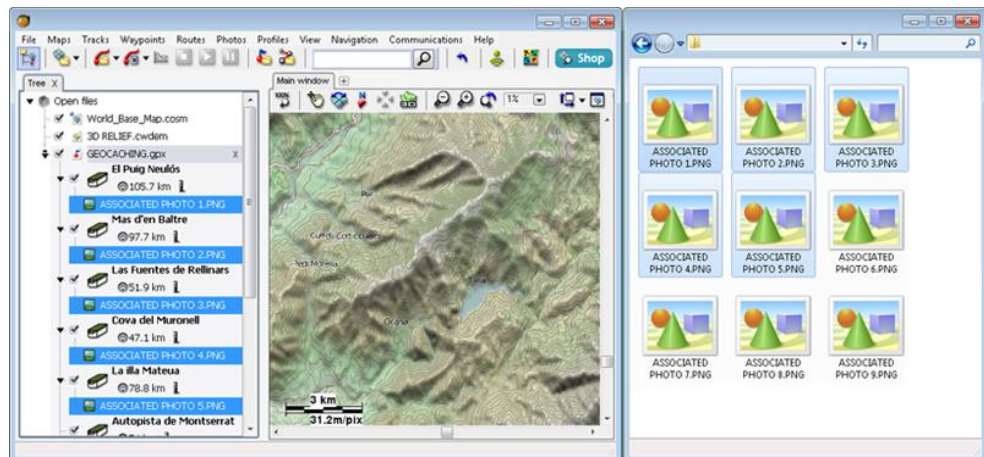 File Maps Tracks Waypoints Routes Photos Profiles View Navigation Communications Help
Shop
Tree X
Open files
World_Base_Map.cosm
3D RELIEF.cwdem
GEOCACHING.gpx x
El Puig Neulós
105.7 km
ASSOCIATED PHOTO 1.PNG
Mas d'en Baltre
97.7 km
ASSOCIATED PHOTO 2.PNG
Las Fuentes de Rellinars
51.9 km
ASSOCIATED PHOTO 3.PNG
Cova del Muronell
47.1 km
ASSOCIATED PHOTO 4.PNG
La illa Mateua
78.8 km
ASSOCIATED PHOTO 5.PNG
Autopista de Montserrat
Main window
100%
1%
Ocaña
3 km
31.2m/pix
ASSOCIATED
PHOTO 1.PNG
ASSOCIATED
PHOTO 2.PNG
ASSOCIATED
PHOTO 3.PNG
ASSOCIATED
PHOTO 4.PNG
ASSOCIATED
PHOTO 5.PNG
ASSOCIATED
PHOTO 6.PNG
ASSOCIATED
PHOTO 7.PNG
ASSOCIATED
PHOTO 8.PNG
ASSOCIATED
PHOTO 9.PNG